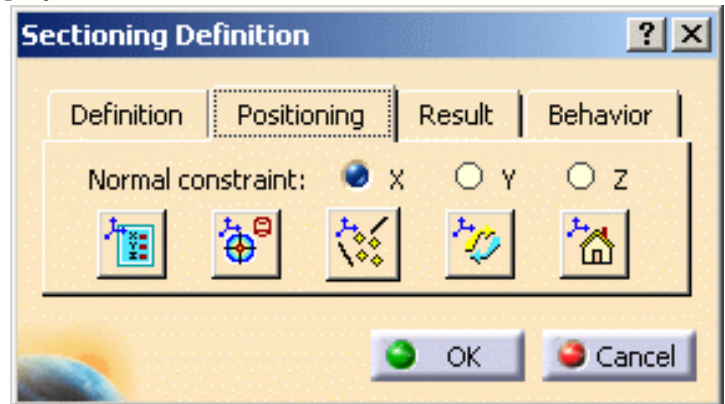 Sectioning Definition ? X
Definition Positioning Result Behavior
Normal constraint: X Y Z
OK Cancel